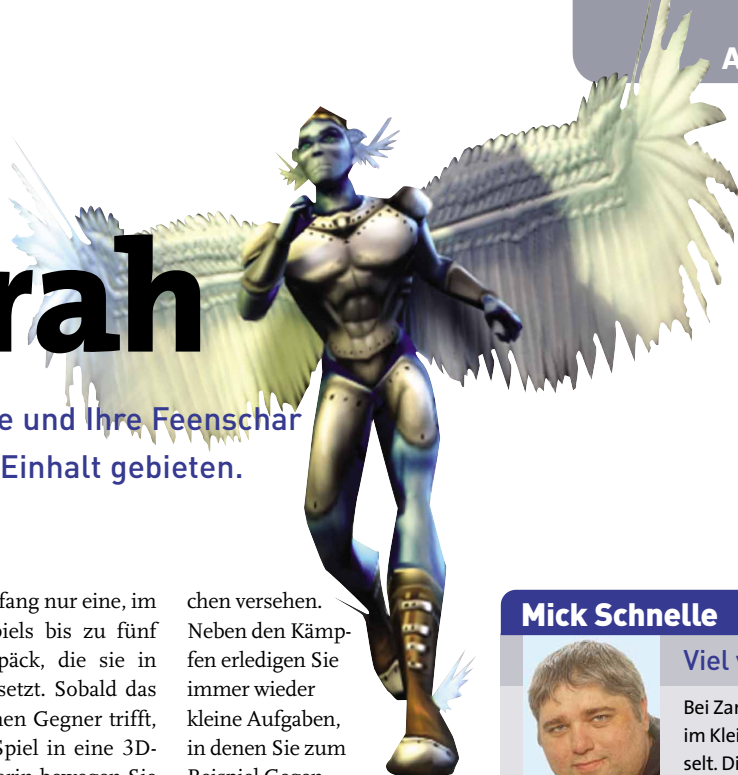 A
rah
e und Ihre Feenschar
Einhalt gebieten.
fang nur eine, im
iels bis zu fünf
päck, die sie in
setzt. Sobald das
nen Gegner trifft,
Spiel in eine 3D-
chen versehen.
Neben den Kämp-
fen erledigen Sie
immer wieder
kleine Aufgaben,
in denen Sie zum
Mick Schnelle
Viel
Bei Zar
im Klei
selt. Di